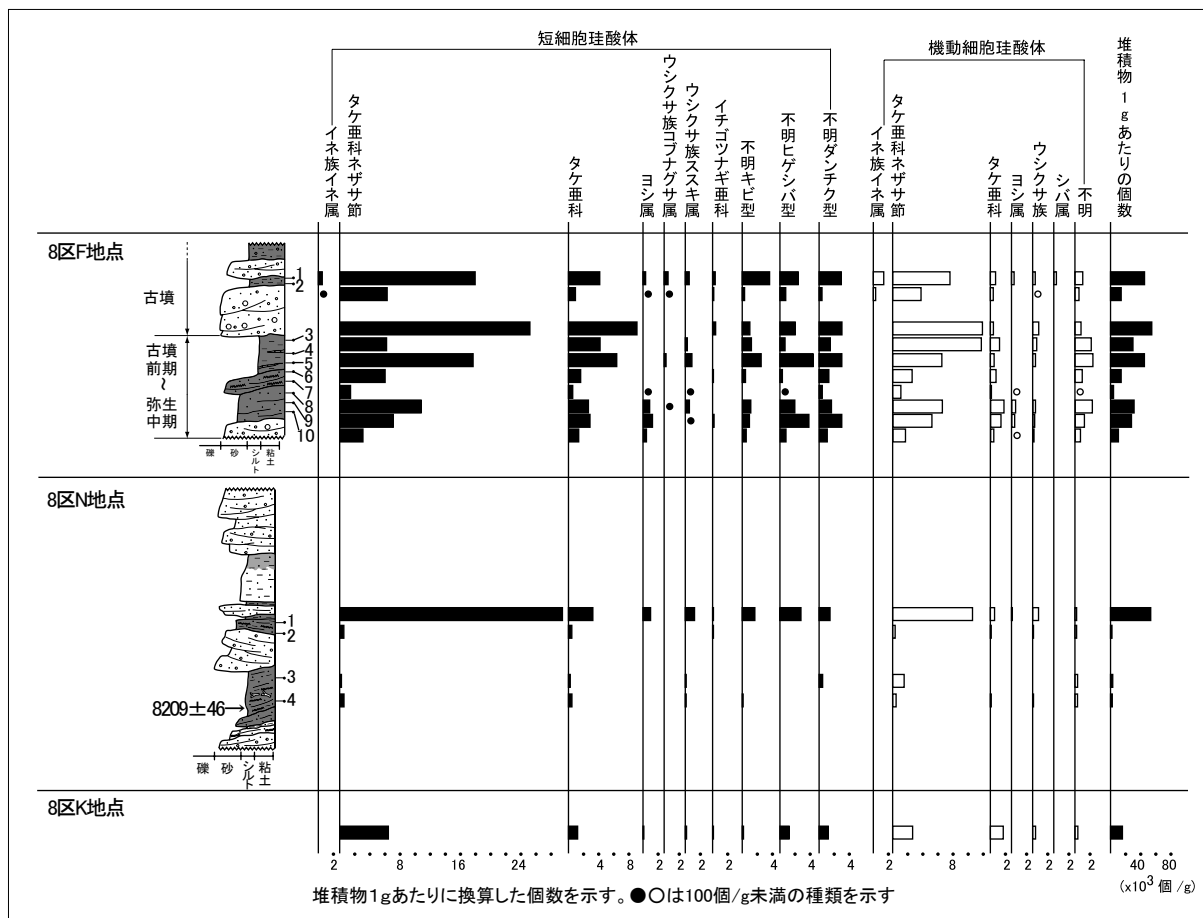 短細胞珪酸体
機動細胞珪酸体
イネ族イネ属
タケ亜科ネザサ節
タケ亜科
ヨシ属
ウシクサ族コブナグサ属
ウシクサ族ススキ属
イチゴツナギ亜科
不明キビ型
不明ヒゲシバ型
不明ダンチク型
イネ族イネ属
タケ亜科ネザサ節
タケ亜科
ヨシ属
ウシクサ族
シバ属
不明
堆積物1gあたりの個数
8区F地点
古墳
古墳
前期
~
弥生
中期
1
2
3
4
5
6
7
8
9
10
礫 砂 シルト 粘土
8区N地点
1
2
3
4
8209±46
礫 砂 シルト 粘土
8区K地点
2 8 16 24 4 8 2 2 2 2 4 4 4 2 8 2 2 2 2 2 40 80
(x10³ 個 /g)
堆積物1gあたりに換算した個数を示す。●○は100個/g未満の種類を示す